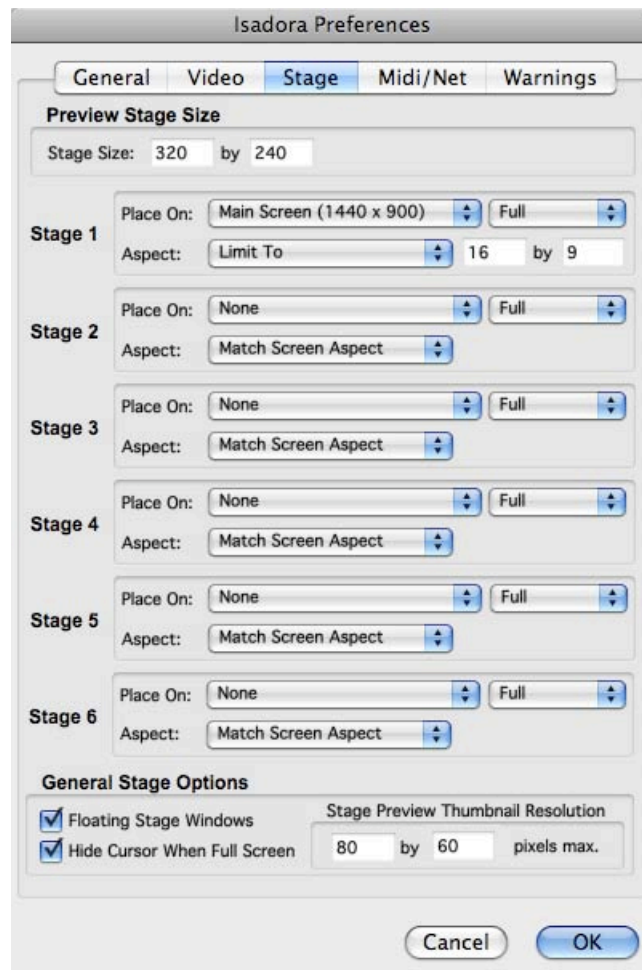 Isadora Preferences
General Video Stage Midi/Net Warnings
Preview Stage Size
Stage Size: 320 by 240
Stage 1
Place On: Main Screen (1440 x 900) Full
Aspect: Limit To 16 by 9
Stage 2
Place On: None Full
Aspect: Match Screen Aspect
Stage 3
Place On: None Full
Aspect: Match Screen Aspect
Stage 4
Place On: None Full
Aspect: Match Screen Aspect
Stage 5
Place On: None Full
Aspect: Match Screen Aspect
Stage 6
Place On: None Full
Aspect: Match Screen Aspect
General Stage Options
Floating Stage Windows
Hide Cursor When Full Screen
Stage Preview Thumbnail Resolution
80 by 60 pixels max.
Cancel OK